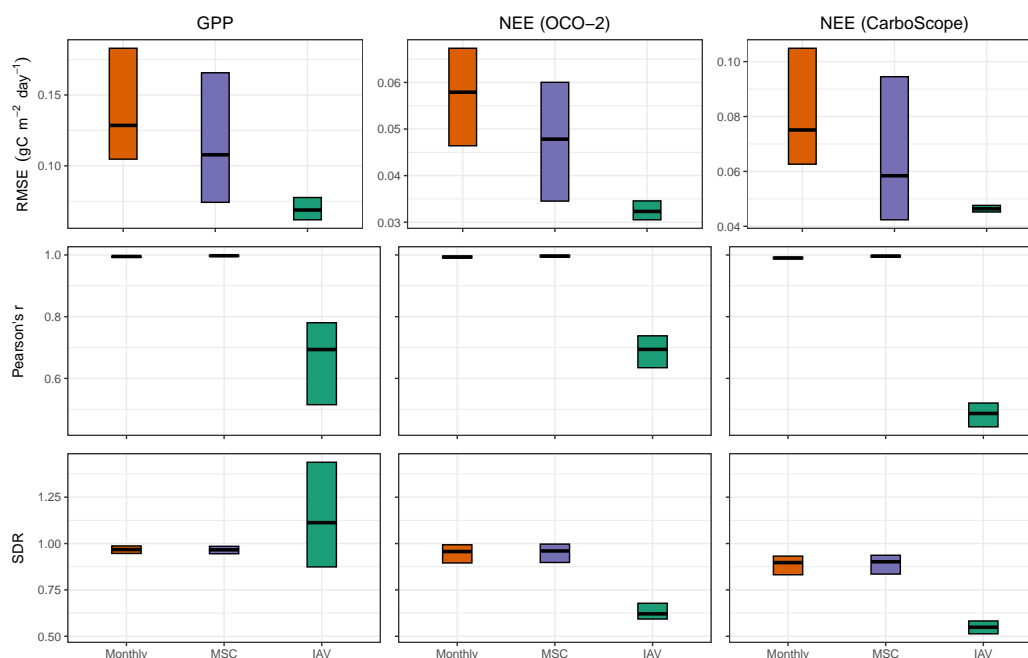 GPP
NEE (OCO−2)
NEE (CarboScope)
RMSE (gC m⁻² day⁻¹)
0.15
0.10
0.06
0.05
0.04
0.03
0.10
0.08
0.06
0.04
Pearson's r
1.0
0.8
0.6
SDR
1.25
1.00
0.75
0.50
Monthly MSC IAV
Monthly MSC IAV
Monthly MSC IAV